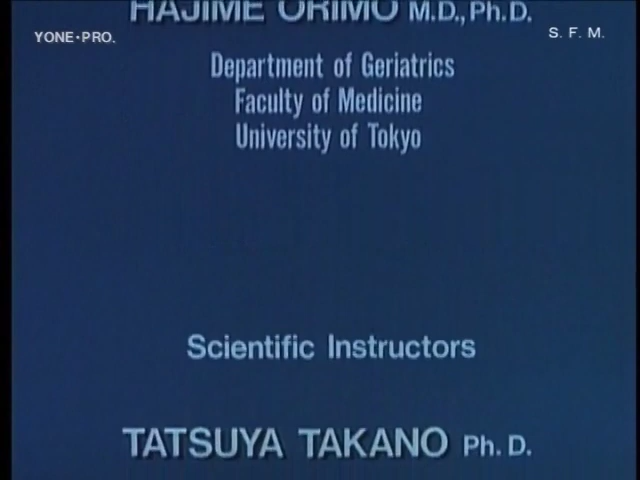 HAJIME ORIMO M.D., Ph.D.
YONE・PRO.
S. F. M.
Department of Geriatrics
Faculty of Medicine
University of Tokyo
Scientific Instructors
TATSUYA TAKANO Ph. D.